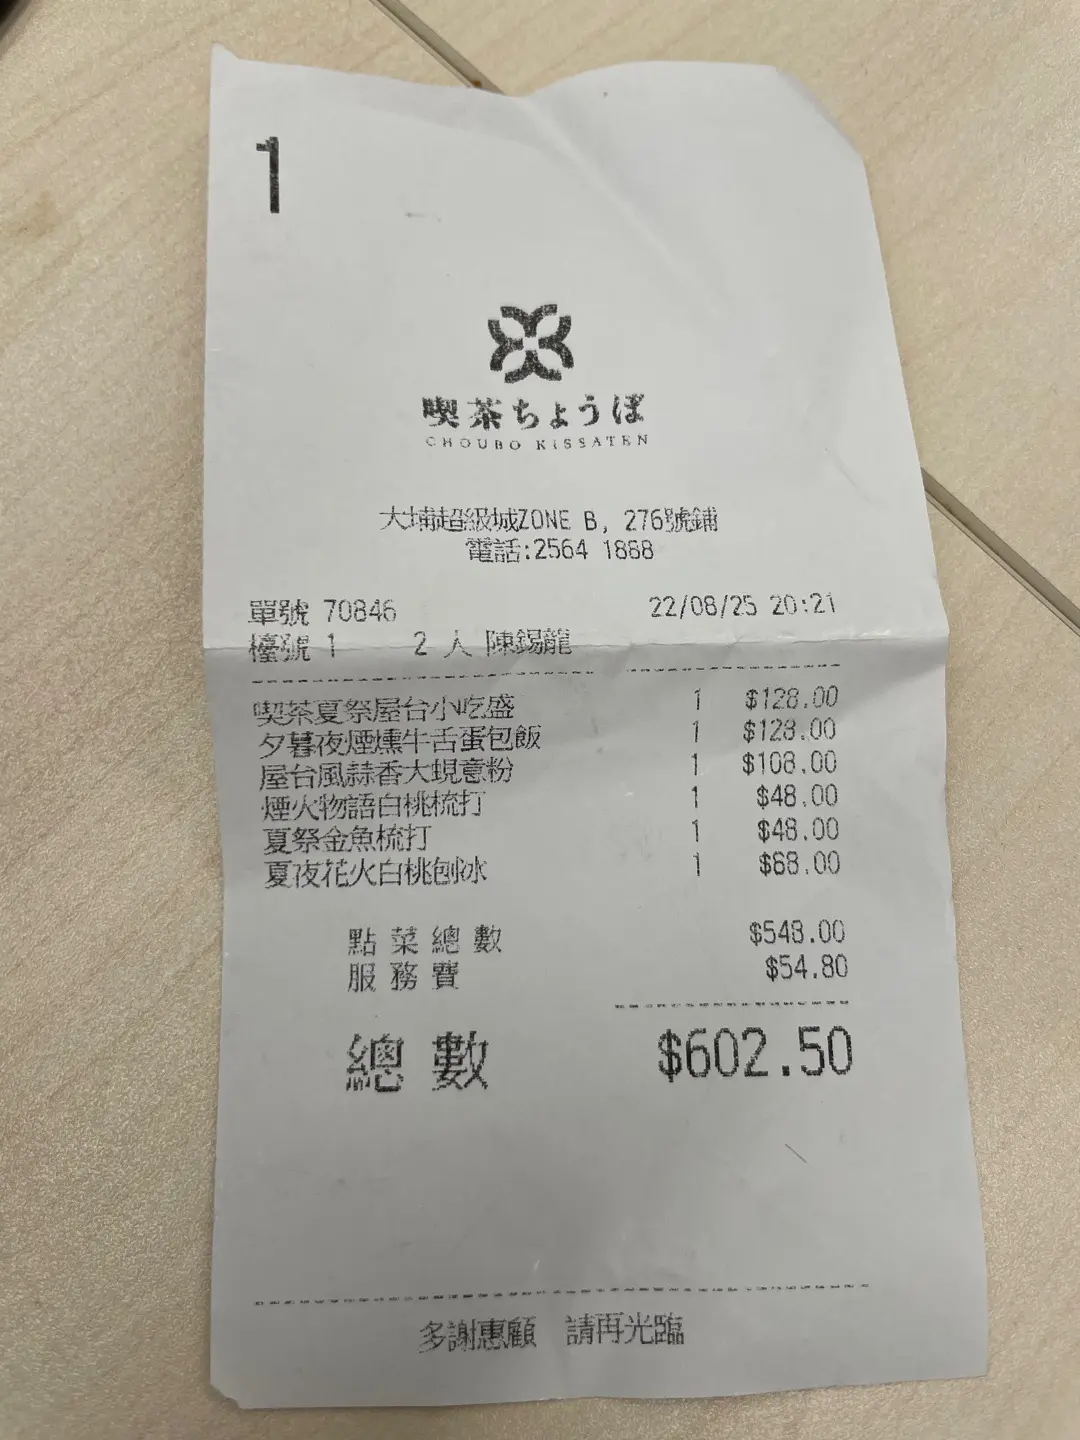 1
喫茶ちょうぼ
CHOUBO KISSATEN
大埔超級城ZONE B, 276號鋪
電話:2564 1888
單號 70846 22/08/25 20:21
檯號 1 2 人 陳錫龍
喫茶夏祭屋台小吃盛 1 $128.00
夕暮夜煙燻牛舌蛋包飯 1 $128.00
屋台風蒜香大蜆意粉 1 $108.00
煙火物語白桃梳打 1 $48.00
夏祭金魚梳打 1 $48.00
夏夜花火白桃刨冰 1 $88.00
點菜總數 $548.00
服務費 $54.80
總數 $602.50
多謝惠顧 請再光臨